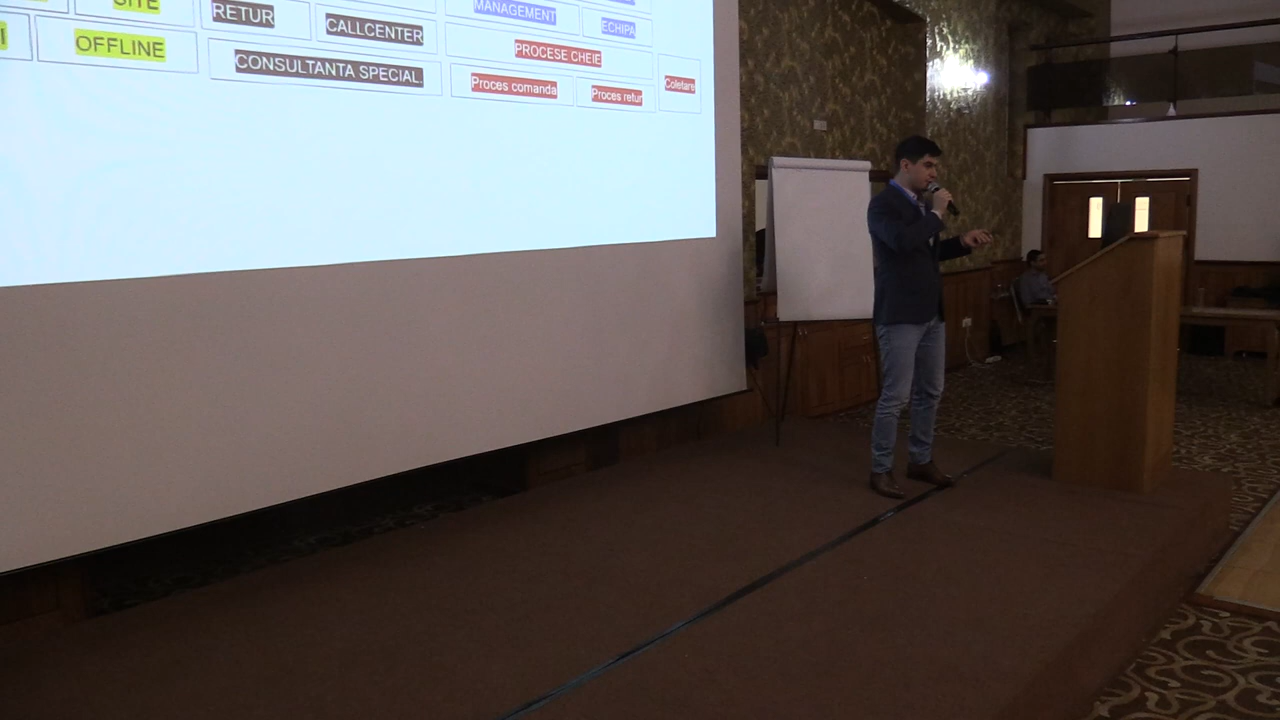 SITE
RETUR
MANAGEMENT
OFFLINE
CALLCENTER
ECHIPA
CONSULTANTA SPECIAL.
PROCESE CHEIE
Proces comanda
Proces retur
Coletare